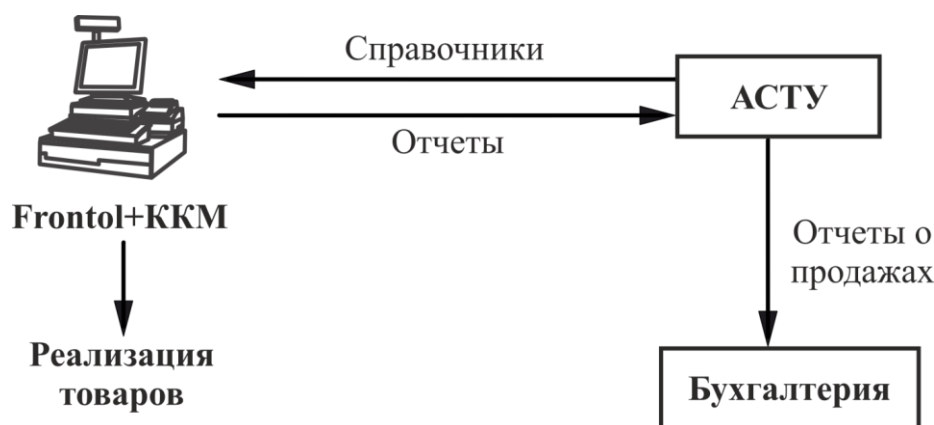 Справочники
АСТУ
Отчеты
Frontol+ККМ
Отчеты о
продажах
Реализация
товаров
Бухгалтерия